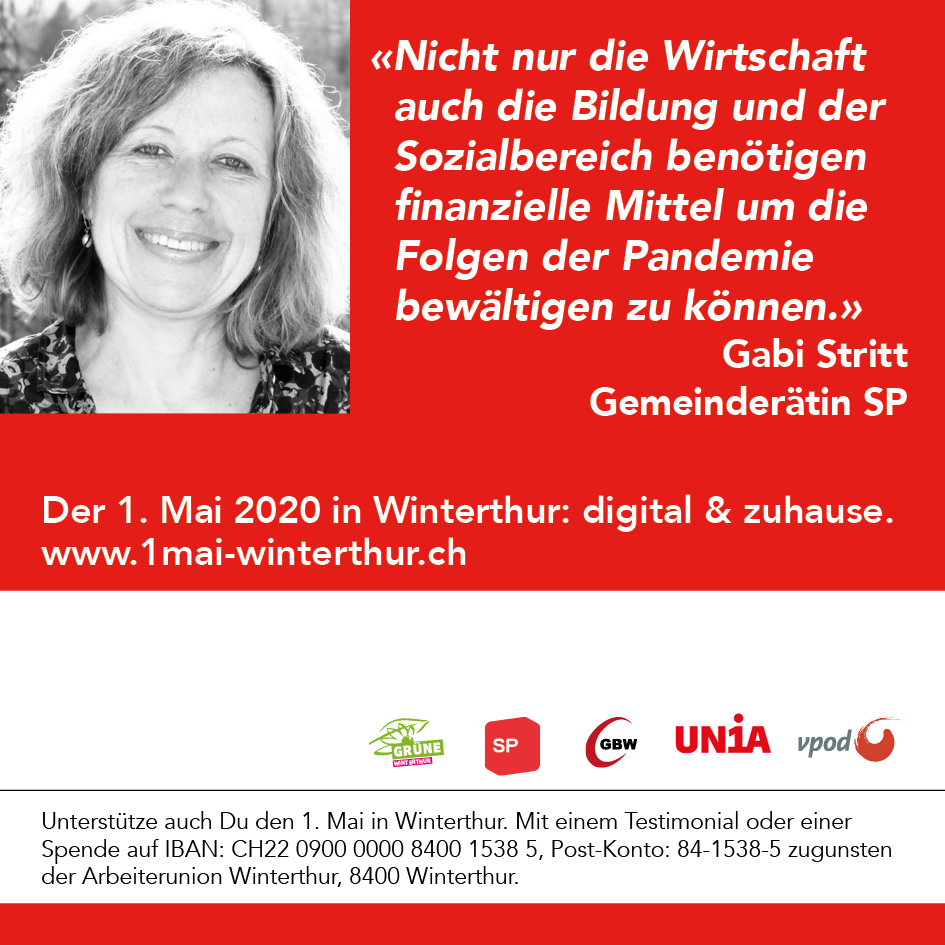 «Nicht nur die Wirtschaft
auch die Bildung und der
Sozialbereich benötigen
finanzielle Mittel um die
Folgen der Pandemie
bewältigen zu können.»
Gabi Stritt
Gemeinderätin SP
Der 1. Mai 2020 in Winterthur: digital & zuhause.
www.1mai-winterthur.ch
GRÜNE
WINTERTHUR
SP
GBW
UNiA
vpod
Unterstütze auch Du den 1. Mai in Winterthur. Mit einem Testimonial oder einer
Spende auf IBAN: CH22 0900 0000 8400 1538 5, Post-Konto: 84-1538-5 zugunsten
der Arbeiterunion Winterthur, 8400 Winterthur.